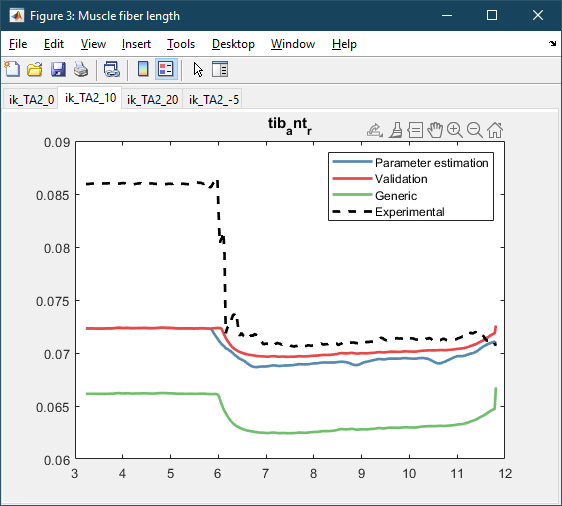 Figure 3: Muscle fiber length
File Edit View Insert Tools Desktop Window Help
ik_TA2_0 ik_TA2_10 ik_TA2_20 ik_TA2_-5
tib_ant_r
0.09
0.085
0.08
0.075
0.07
0.065
0.06
Parameter estimation
Validation
Generic
Experimental
3 4 5 6 7 8 9 10 11 12